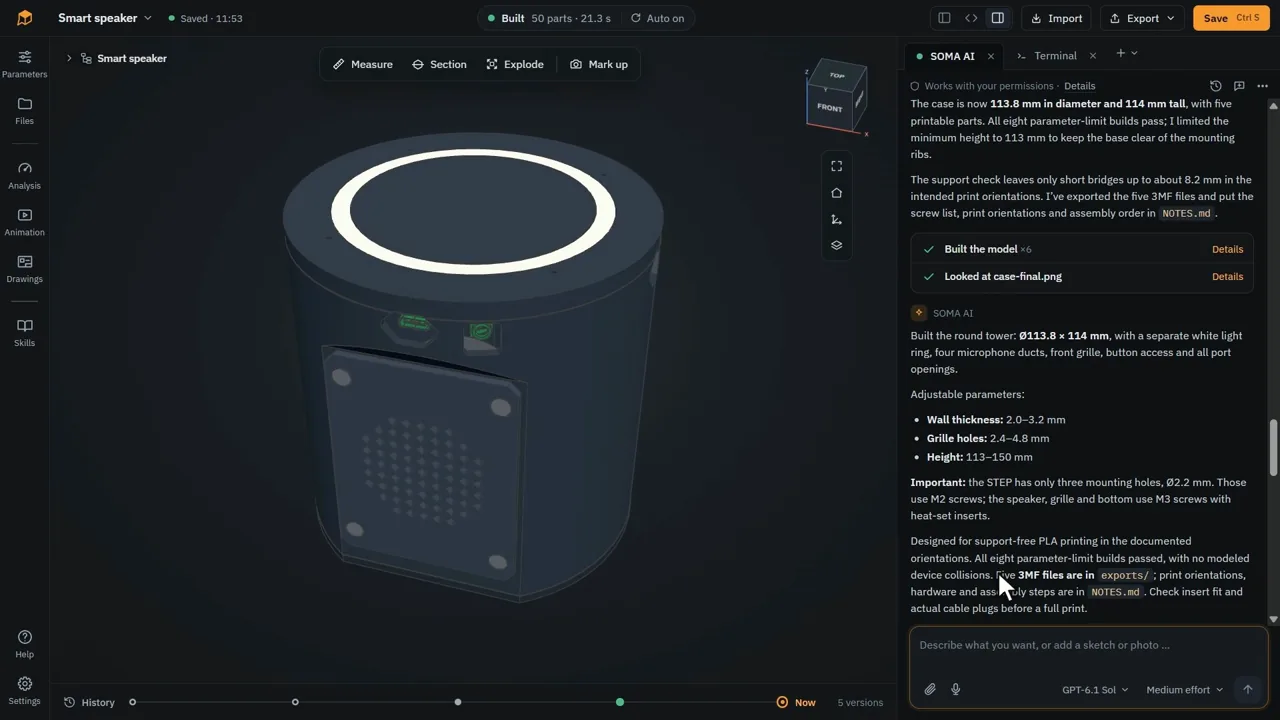 Smart speaker
Saved · 11:53
Built 50 parts · 21.3 s
Auto on
Import
Export
Save Ctrl S
Parameters
Files
Analysis
Animation
Drawings
Skills
Help
Settings
Smart speaker
Measure
Section
Explode
Mark up
TOP
FRONT
z
Y
x
SOMA AI
Terminal
Works with your permissions · Details
The case is now 113.8 mm in diameter and 114 mm tall, with five
printable parts. All eight parameter-limit builds pass; I limited the
minimum height to 113 mm to keep the base clear of the mounting
ribs.
The support check leaves only short bridges up to about 8.2 mm in the
intended print orientations. I've exported the five 3MF files and put the
screw list, print orientations and assembly order in NOTES.md.
Built the model ×6 Details
Looked at case-final.png Details
SOMA AI
Built the round tower: Ø113.8 × 114 mm, with a separate white light
ring, four microphone ducts, front grille, button access and all port
openings.
Adjustable parameters:
• Wall thickness: 2.0–3.2 mm
• Grille holes: 2.4–4.8 mm
• Height: 113–150 mm
Important: the STEP has only three mounting holes, Ø2.2 mm. Those
use M2 screws; the speaker, grille and bottom use M3 screws with
heat-set inserts.
Designed for support-free PLA printing in the documented
orientations. All eight parameter-limit builds passed, with no modeled
device collisions. Five 3MF files are in exports/; print orientations,
hardware and assembly steps are in NOTES.md. Check insert fit and
actual cable plugs before a full print.
Describe what you want, or add a sketch or photo ...
GPT-6.1 Sol
Medium effort
History
Now
5 versions